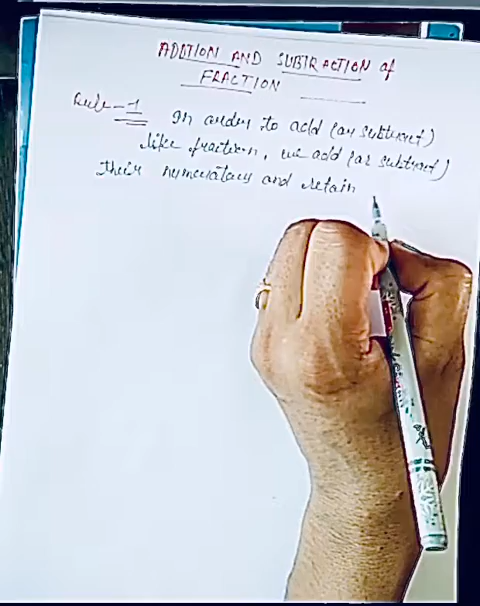 ADDTION AND SUBTRACTION of
FRACTION
Rule-1 In order to add (or subtract)
like fraction, we add (or subtract)
their numerators and retain